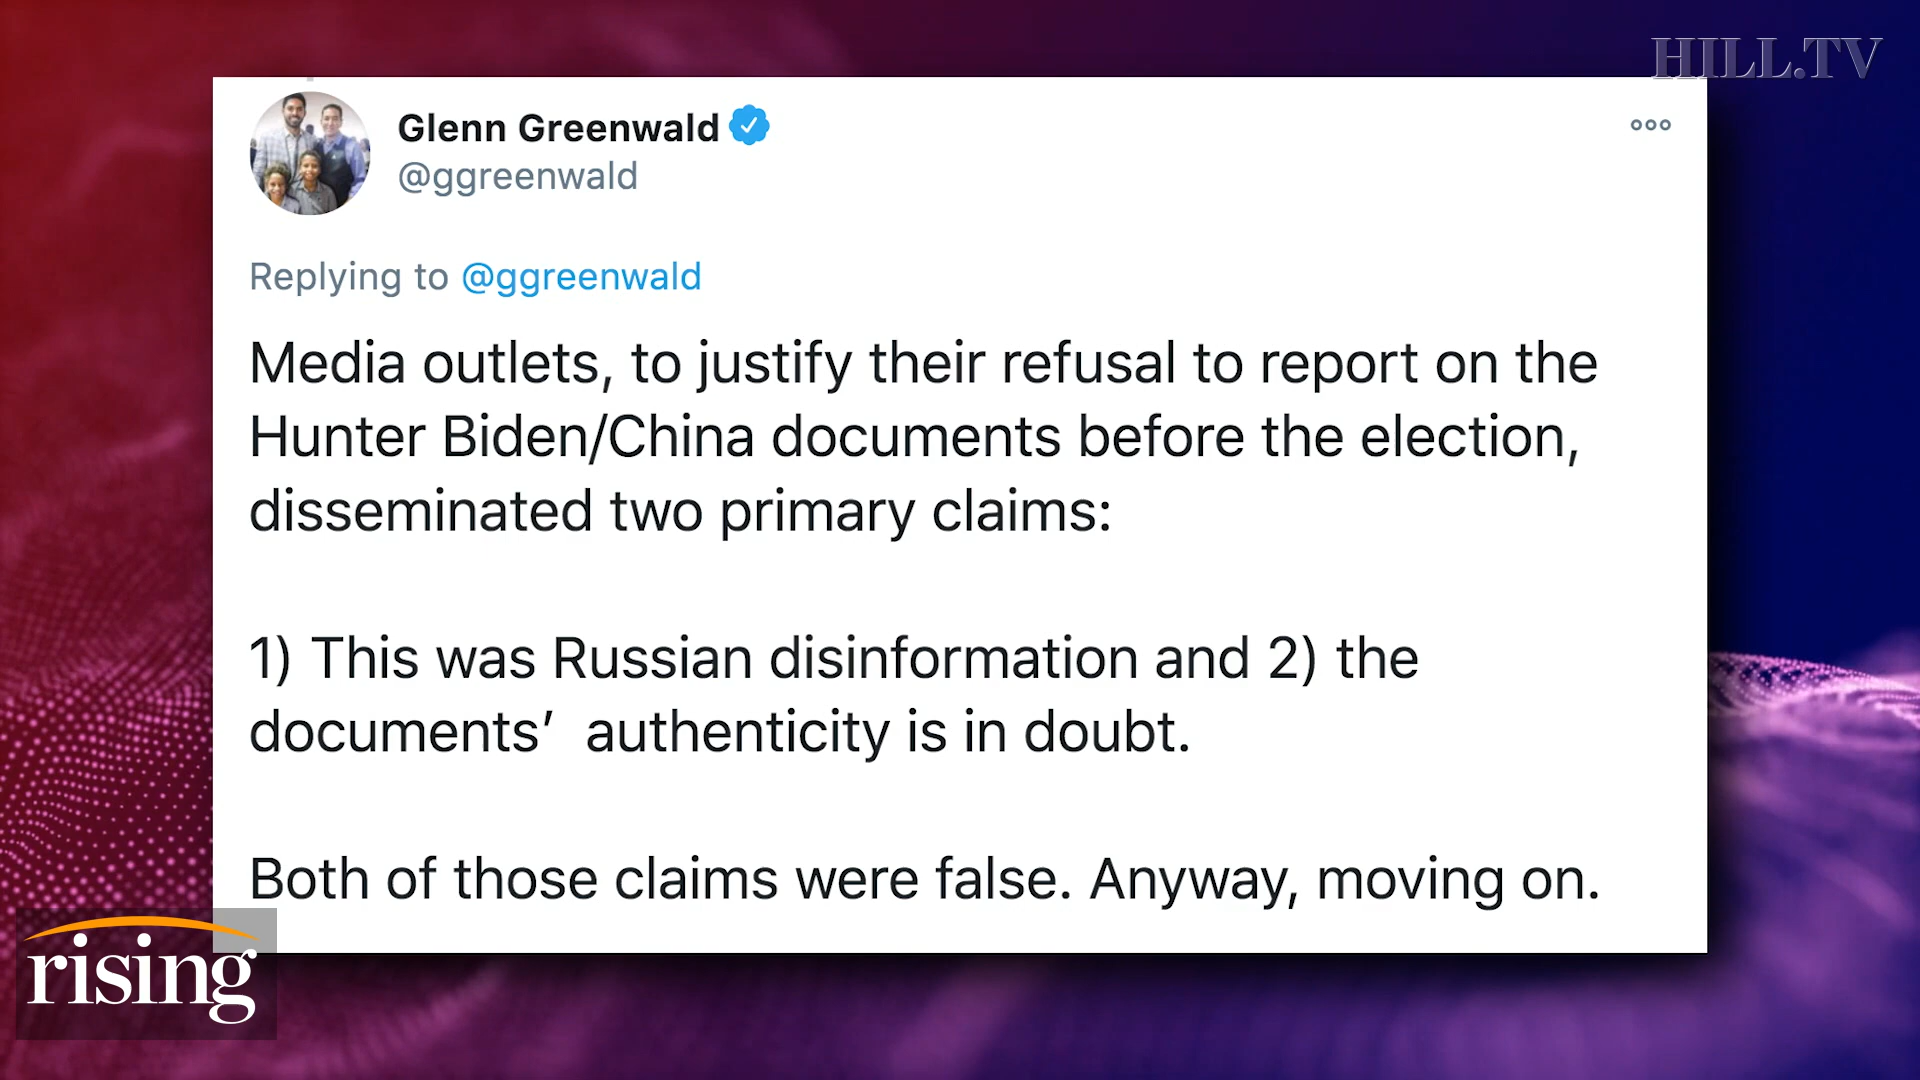 HILL.TV
Glenn Greenwald
@ggreenwald
Replying to @ggreenwald
Media outlets, to justify their refusal to report on the
Hunter Biden/China documents before the election,
disseminated two primary claims:
1) This was Russian disinformation and 2) the
documents’ authenticity is in doubt.
Both of those claims were false. Anyway, moving on.
rising